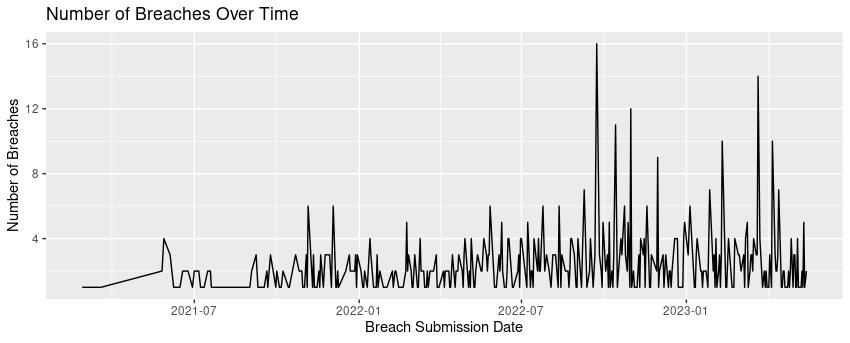 Number of Breaches Over Time
Number of Breaches
16
12
8
4
2021-07
2022-01
2022-07
2023-01
Breach Submission Date